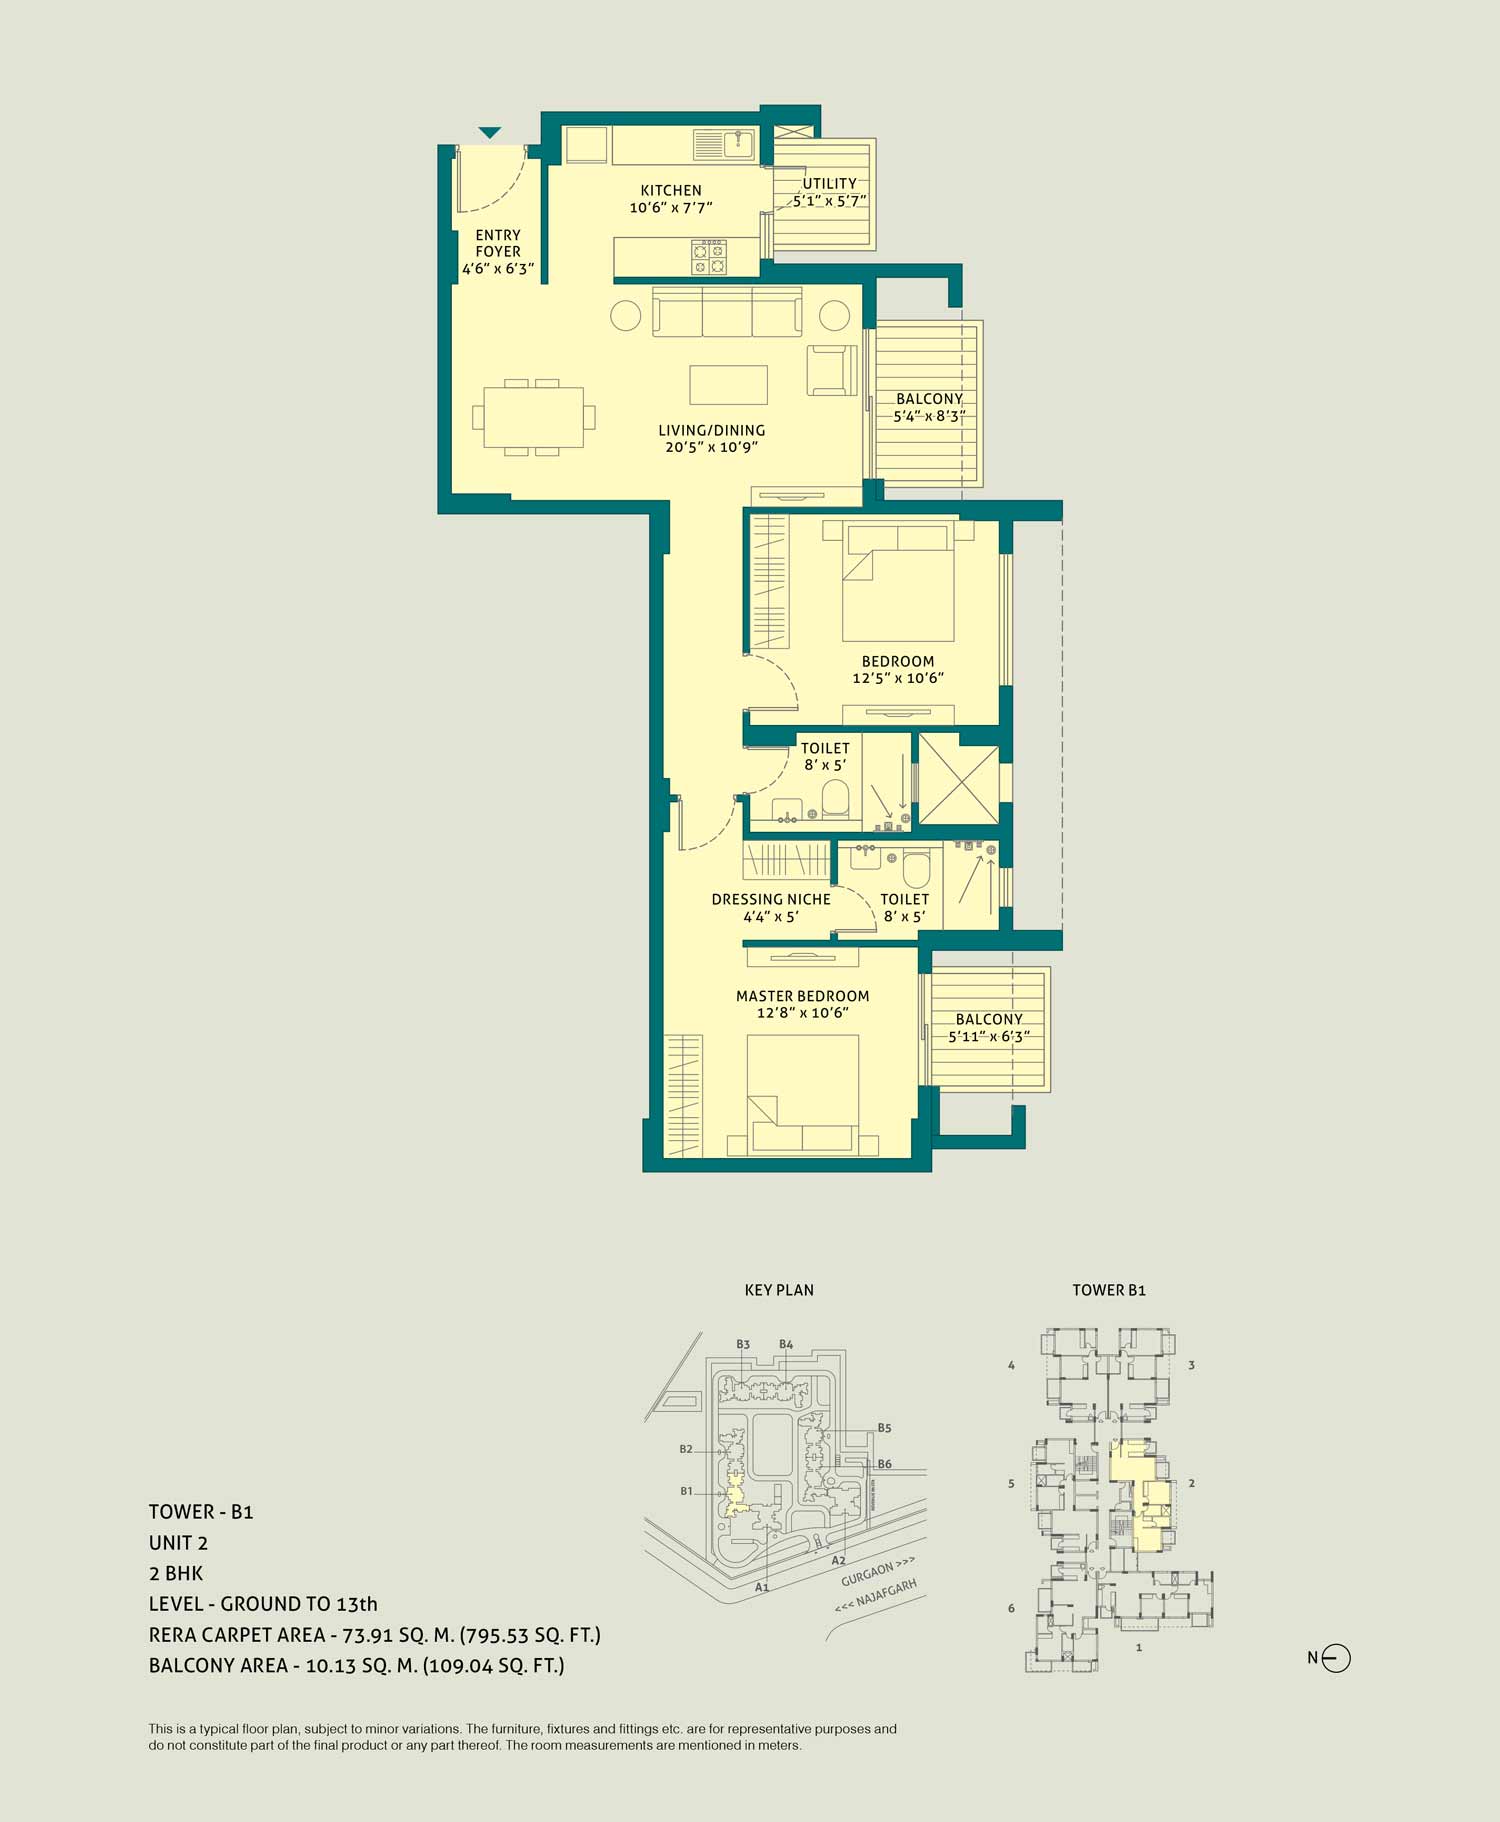 KITCHEN
10'6" x 7'7"
UTILITY
5'1" x 5'7"
ENTRY
FOYER
4'6" x 6'3"
BALCONY
5'4" x 8'3"
LIVING/DINING
20'5" x 10'9"
BEDROOM
12'5" x 10'6"
TOILET
8' x 5'
DRESSING NICHE
4'4" x 5'
TOILET
8' x 5'
MASTER BEDROOM
12'8" x 10'6"
BALCONY
5'11" x 6'3"
KEY PLAN
B3
B4
B5
B2
B6
B1
A2
A1
GURGAON >>>
<<< NAJAFGARH
TOWER B1
4
3
5
2
6
1
N
TOWER - B1
UNIT 2
2 BHK
LEVEL - GROUND TO 13th
RERA CARPET AREA - 73.91 SQ. M. (795.53 SQ. FT.)
BALCONY AREA - 10.13 SQ. M. (109.04 SQ. FT.)
This is a typical floor plan, subject to minor variations. The furniture, fixtures and fittings etc. are for representative purposes and
do not constitute part of the final product or any part thereof. The room measurements are mentioned in meters.